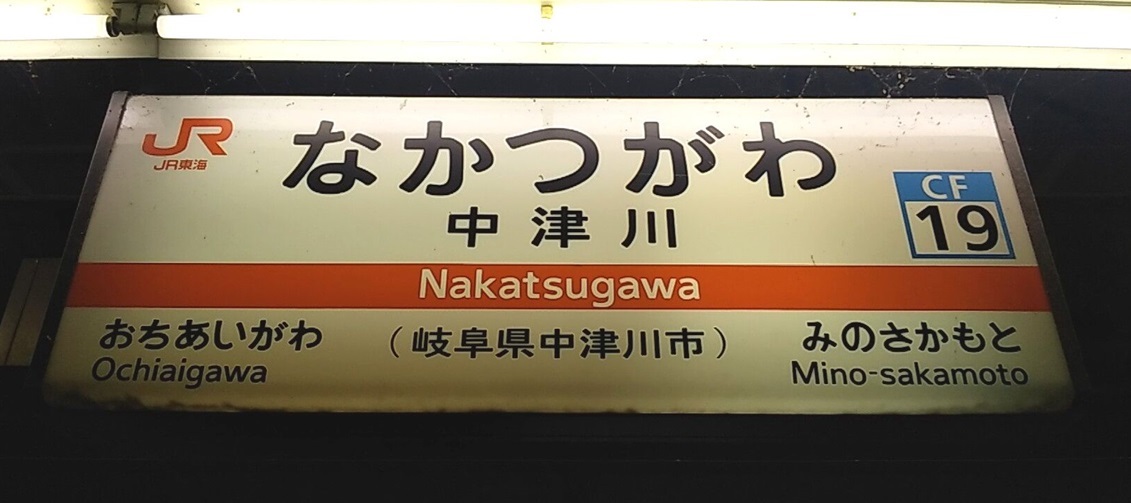 JR
JR東海
なかつがわ
中津川
CF
19
Nakatsugawa
おちあいがわ
Ochiaigawa
（岐阜県中津川市）
みのさかもと
Mino-sakamoto